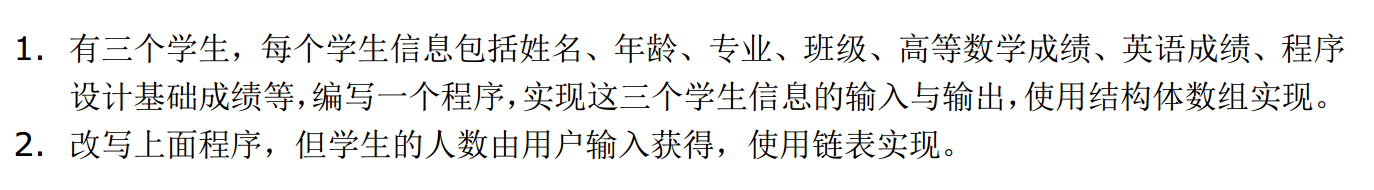 1. 有三个学生，每个学生信息包括姓名、年龄、专业、班级、高等数学成绩、英语成绩、程序
设计基础成绩等,编写一个程序,实现这三个学生信息的输入与输出,使用结构体数组实现。
2. 改写上面程序，但学生的人数由用户输入获得，使用链表实现。